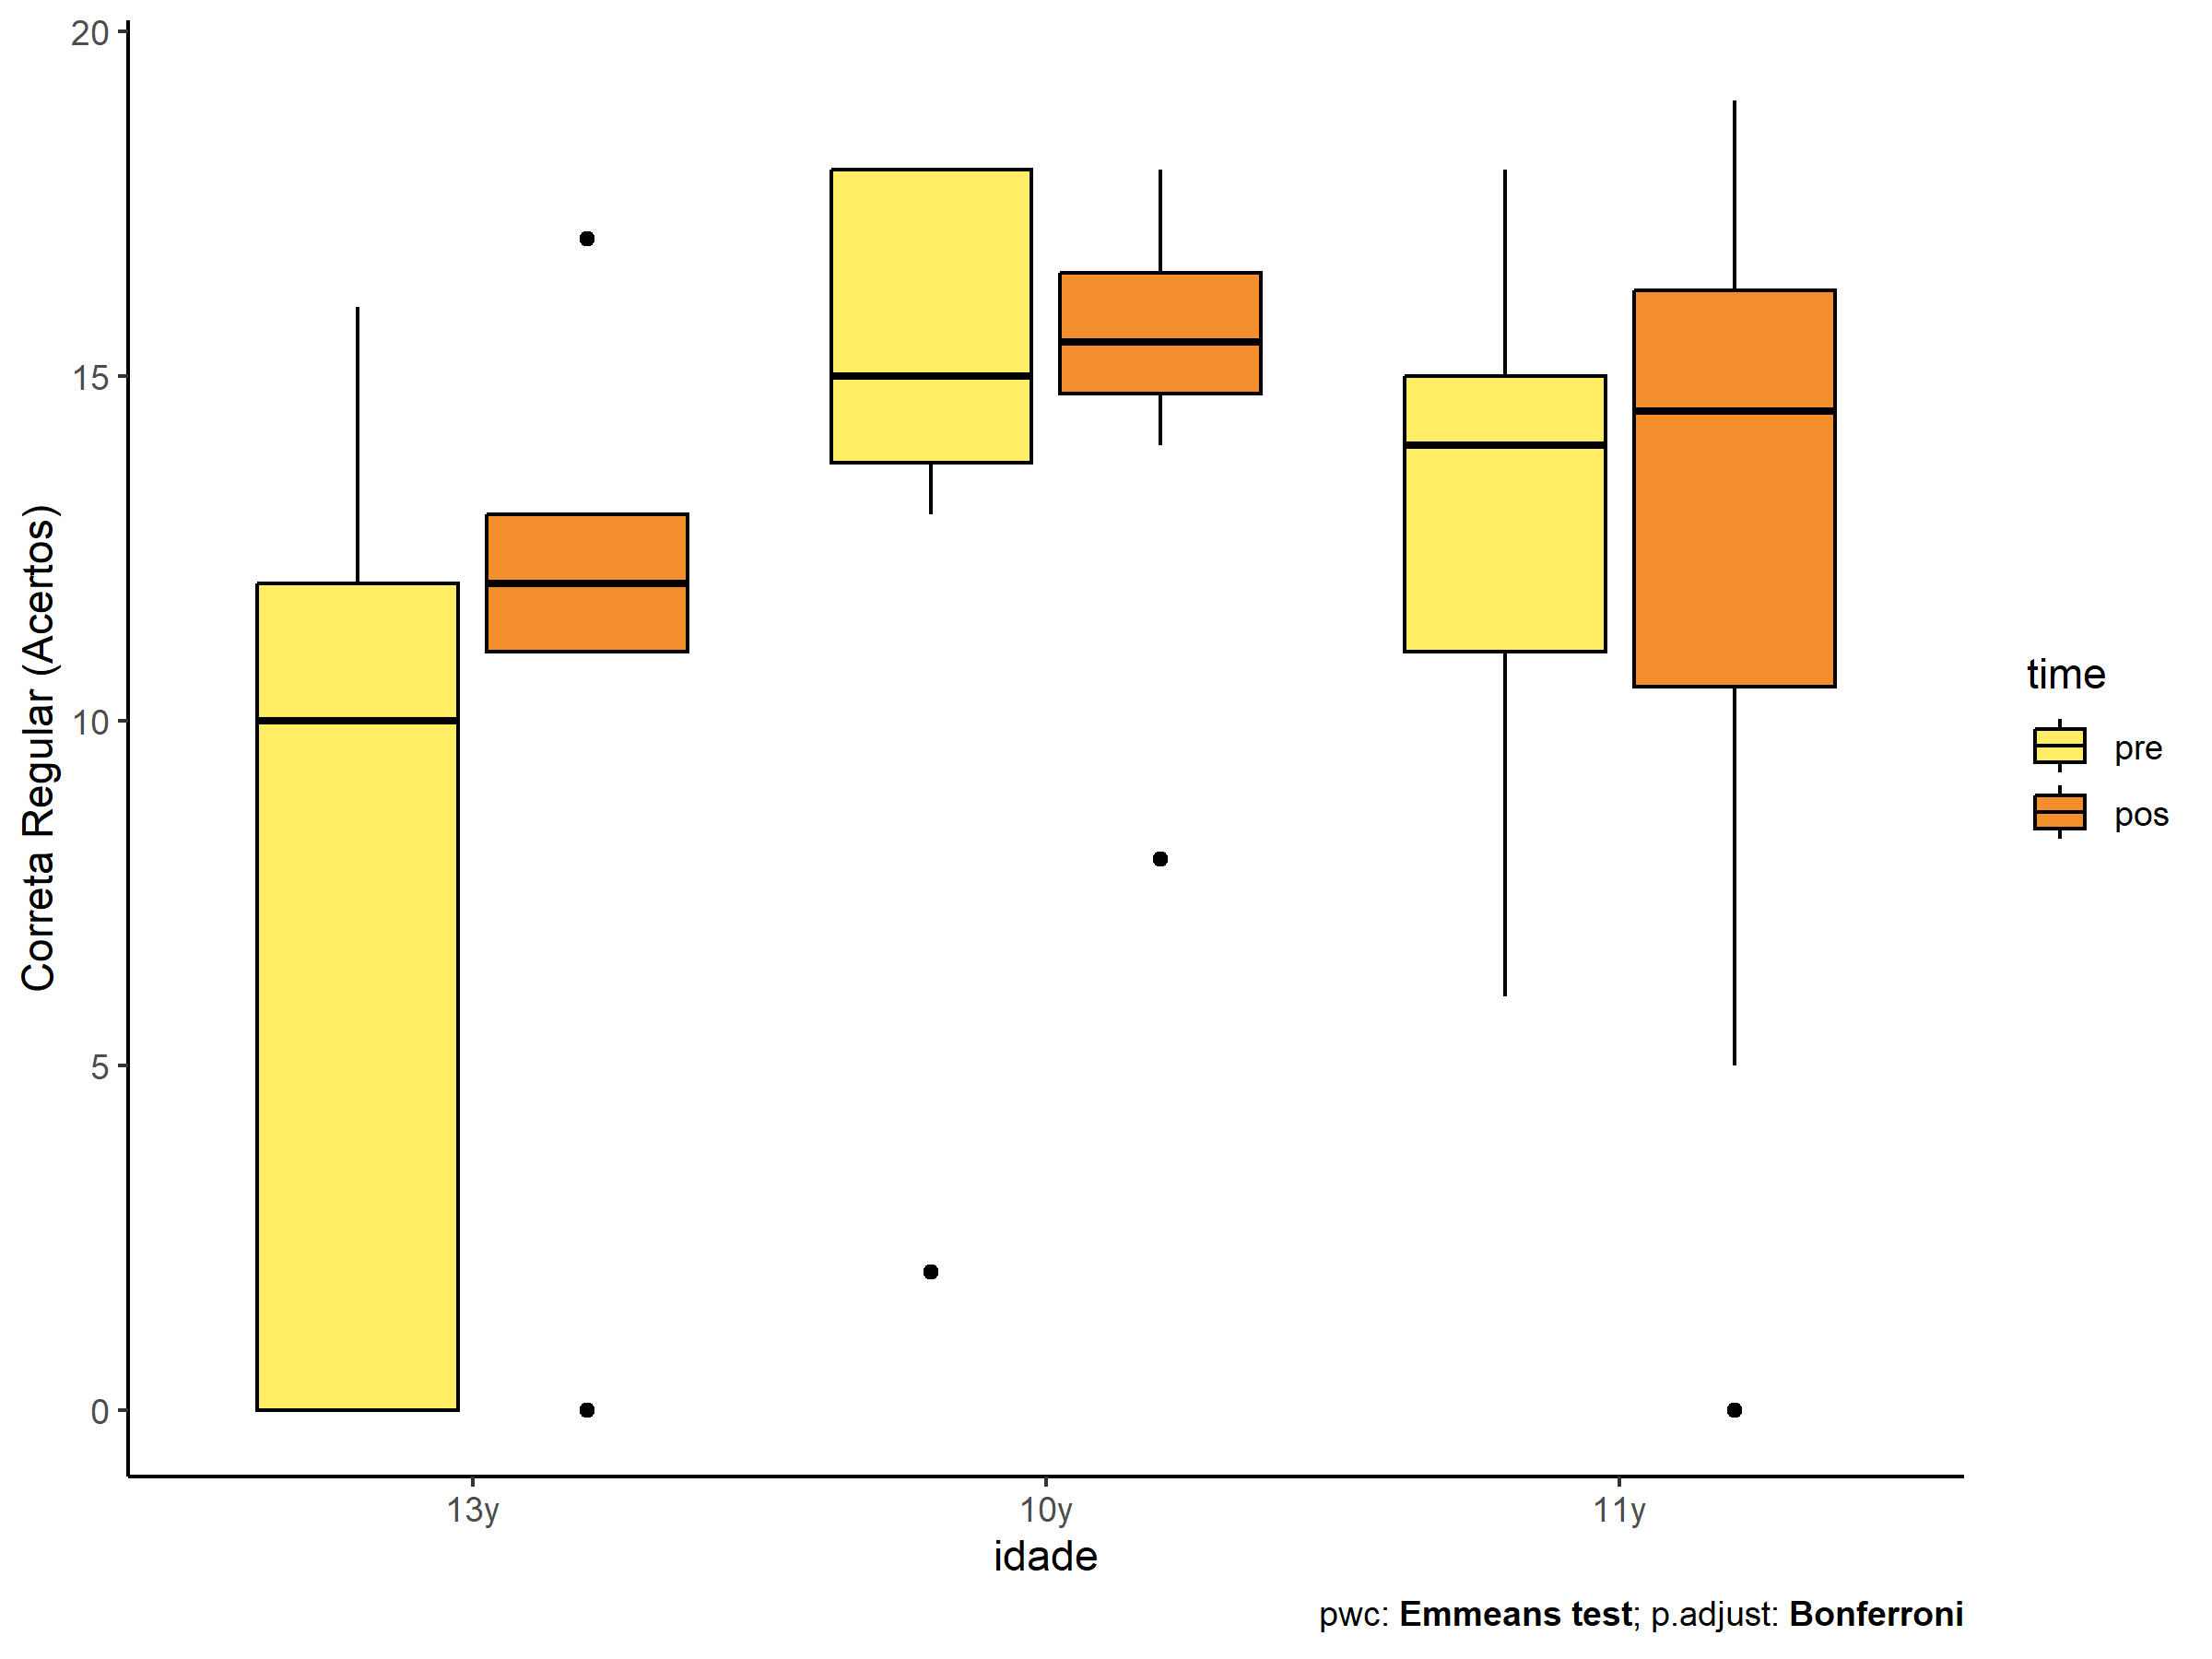 Correta Regular (Acertos)
20
15
10
5
0
13y
10y
11y
idade
time
pre
pos
pwc: Emmeans test; p.adjust: Bonferroni